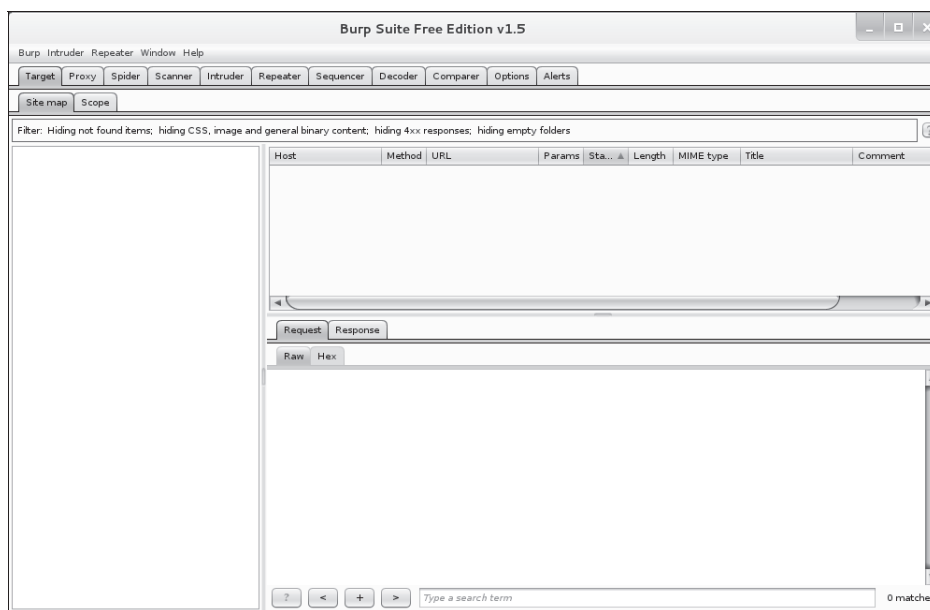 Burp Suite Free Edition v1.5
Burp Intruder Repeater Window Help
Target Proxy Spider Scanner Intruder Repeater Sequencer Decoder Comparer Options Alerts
Site map Scope
Filter: Hiding not found items; hiding CSS, image and general binary content; hiding 4xx responses; hiding empty folders
?
Host Method URL Params Sta... Length MIME type Title Comment
Request Response
Raw Hex
? < + > Type a search term 0 matche